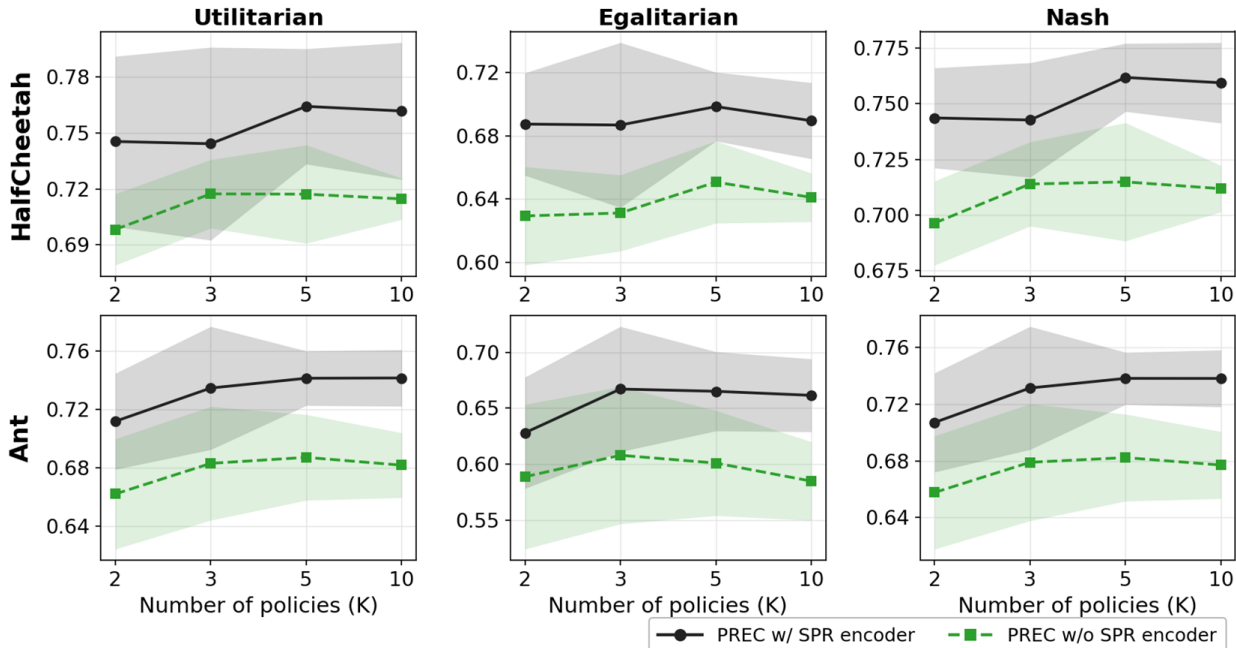 Utilitarian
Egalitarian
Nash
HalfCheetah
0.78
0.75
0.72
0.69
2 3 5 10
0.72
0.68
0.64
0.60
2 3 5 10
0.775
0.750
0.725
0.700
0.675
2 3 5 10
Ant
0.76
0.72
0.68
0.64
2 3 5 10
Number of policies (K)
0.70
0.65
0.60
0.55
2 3 5 10
Number of policies (K)
0.76
0.72
0.68
0.64
2 3 5 10
Number of policies (K)
PREC w/ SPR encoder
PREC w/o SPR encoder